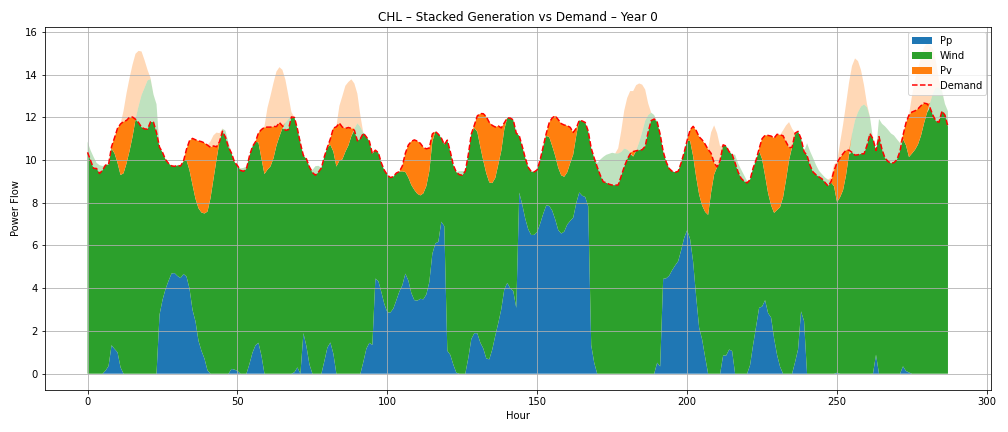 CHL – Stacked Generation vs Demand – Year 0
16
14
12
10
8
6
4
2
0
Power Flow
0
50
100
150
200
250
300
Hour
Pp
Wind
Pv
Demand